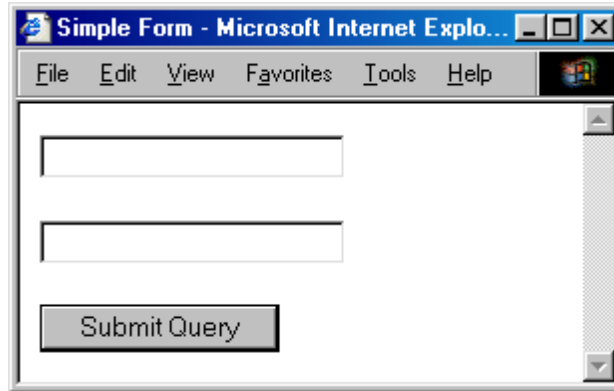 Simple Form - Microsoft Internet Explo...
File Edit View Favorites Tools Help
Submit Query